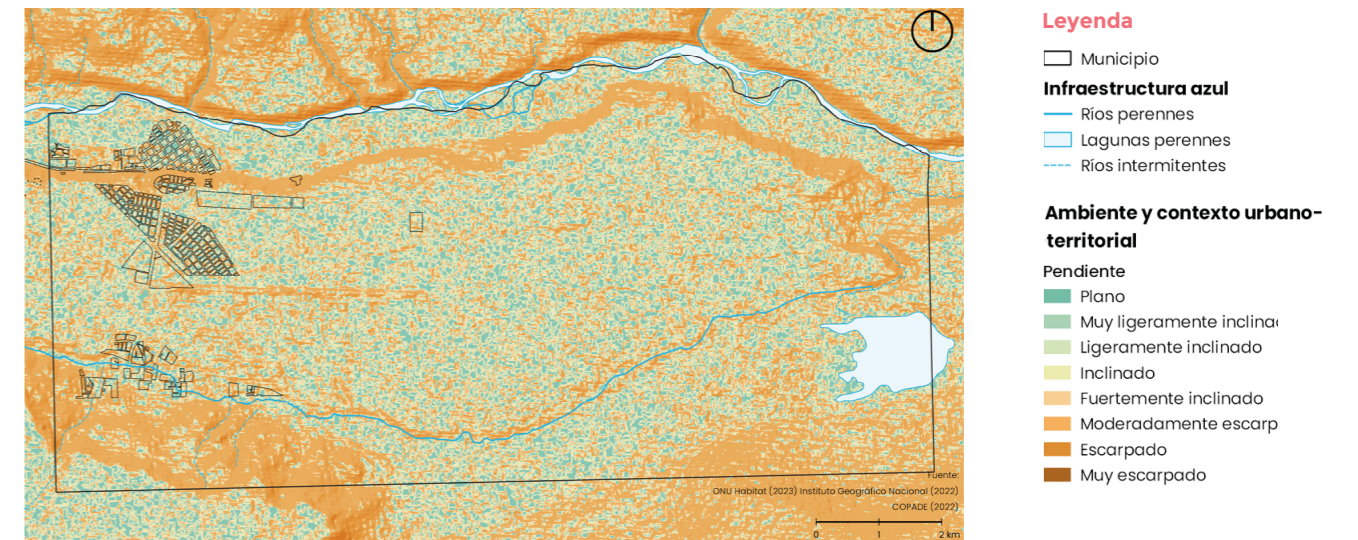 Leyenda
Municipio
Infraestructura azul
Ríos perennes
Lagunas perennes
Ríos intermitentes
Ambiente y contexto urbano-
territorial
Pendiente
Plano
Muy ligeramente inclina
Ligeramente inclinado
Inclinado
Fuertemente inclinado
Moderadamente escarp
Escarpado
Muy escarpado
Fuente:
ONU Habitat (2023) Instituto Geográfico Nacional (2022)
COPADE (2022)
0 1 2 km